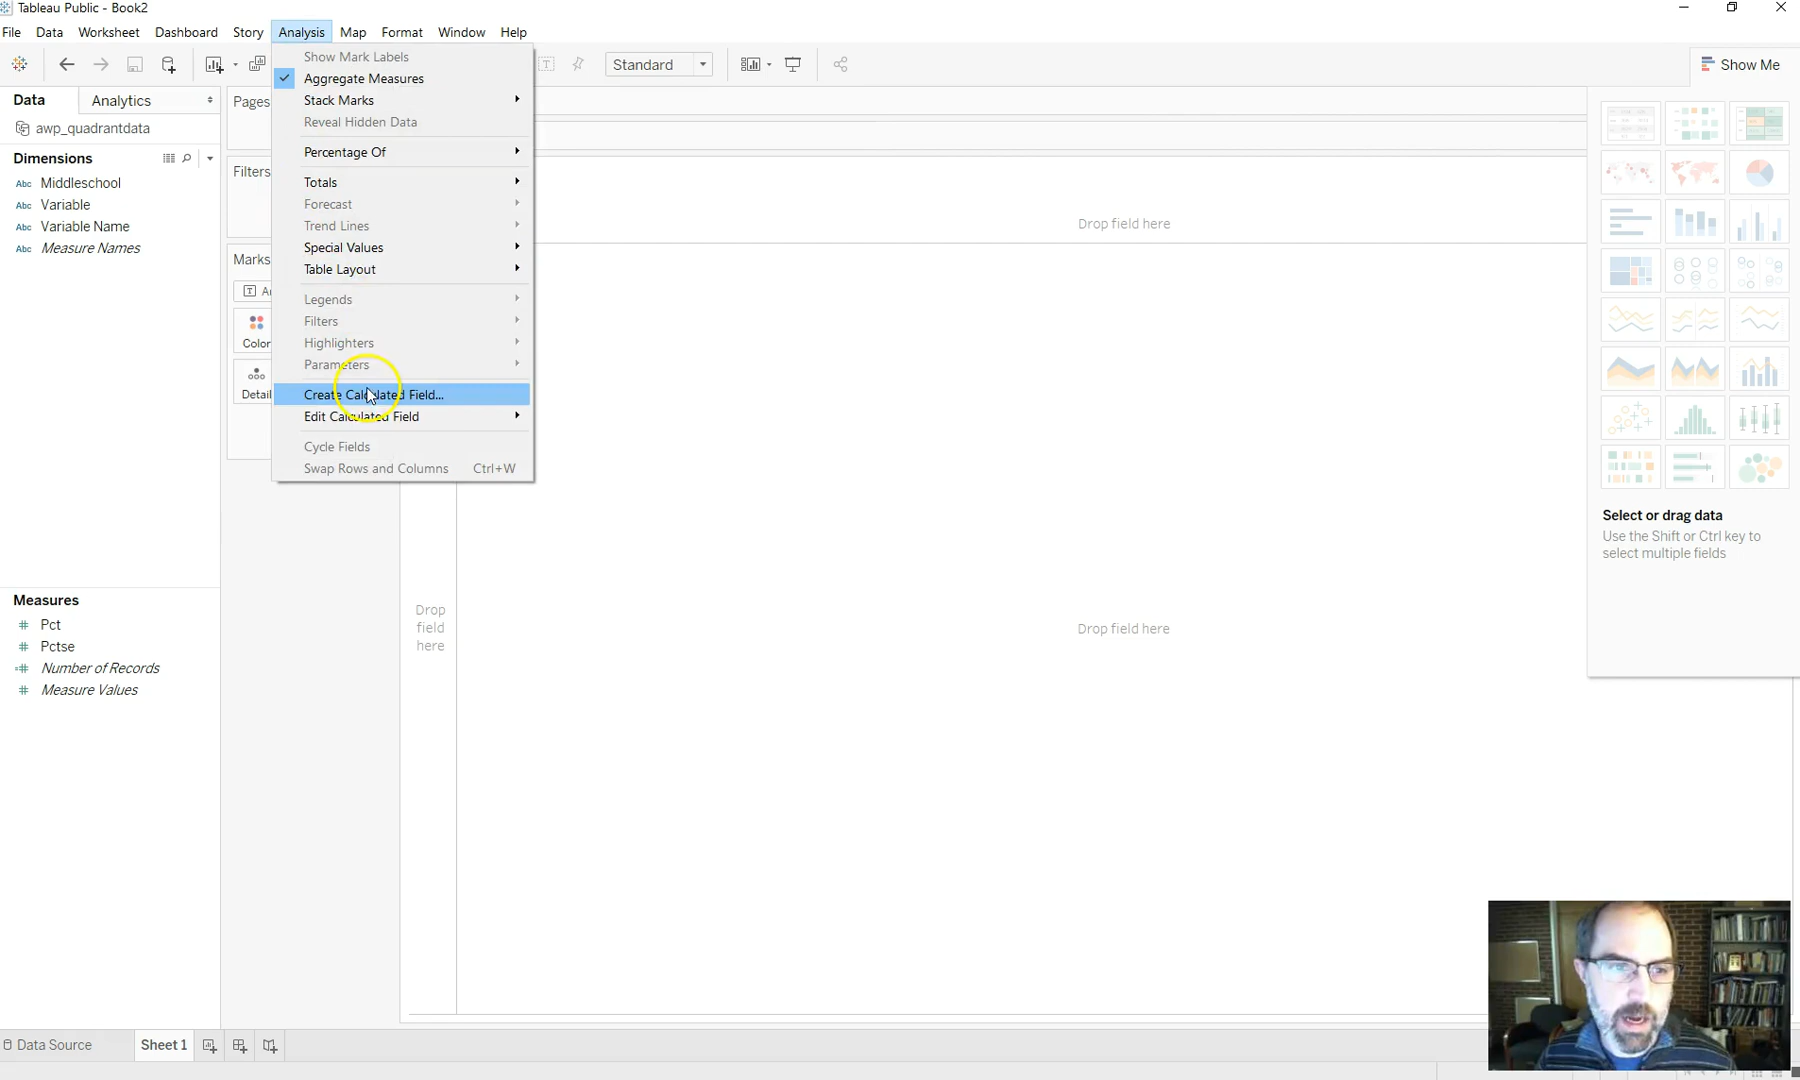 Tableau Public - Book2
File Data Worksheet Dashboard Story Analysis Map Format Window Help
Show Mark Labels
Aggregate Measures
Stack Marks
Reveal Hidden Data
Percentage Of
Totals
Forecast
Trend Lines
Special Values
Table Layout
Legends
Filters
Highlighters
Parameters
Create Calculated Field...
Edit Calculated Field
Cycle Fields
Swap Rows and Columns Ctrl+W
Standard
Show Me
Data Analytics
awp_quadrantdata
Dimensions
Abc Middleschool
Abc Variable
Abc Variable Name
Abc Measure Names
Measures
# Pct
# Pctse
# Number of Records
# Measure Values
Pages
Filters
Marks
Color
Detail
Drop field here
Drop
field
here
Drop field here
Select or drag data
Use the Shift or Ctrl key to
select multiple fields
Data Source Sheet 1